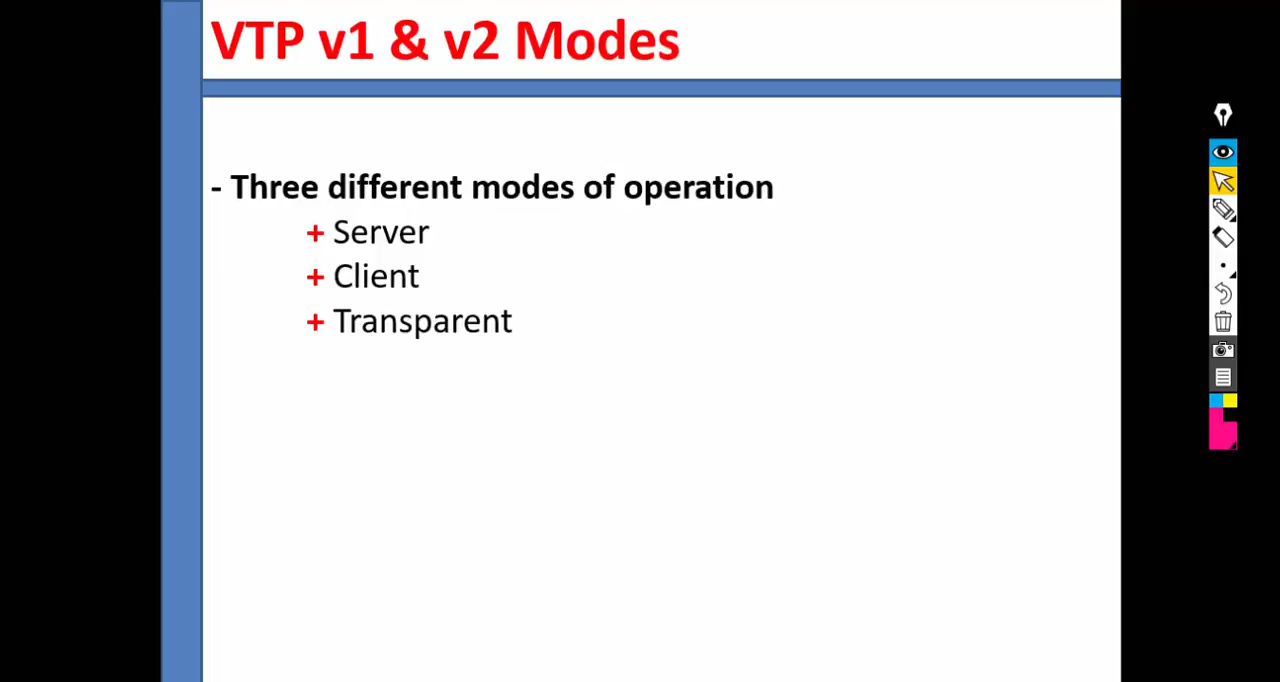 VTP v1 & v2 Modes
- Three different modes of operation
+ Server
+ Client
+ Transparent